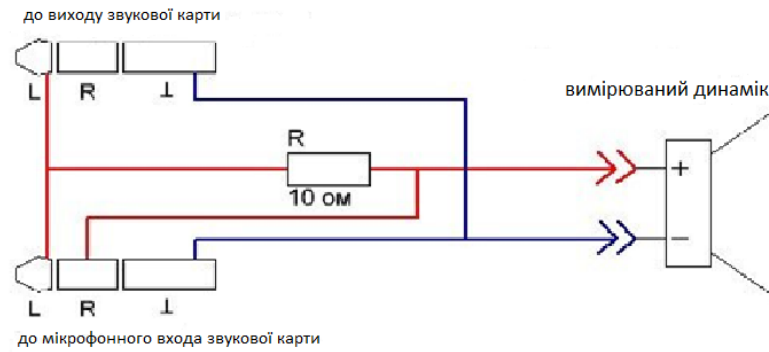 до виходу звукової карти
L R ⊥
вимірюваний динамік
R
10 ом
+
–
L R ⊥
до мікрофонного входа звукової карти